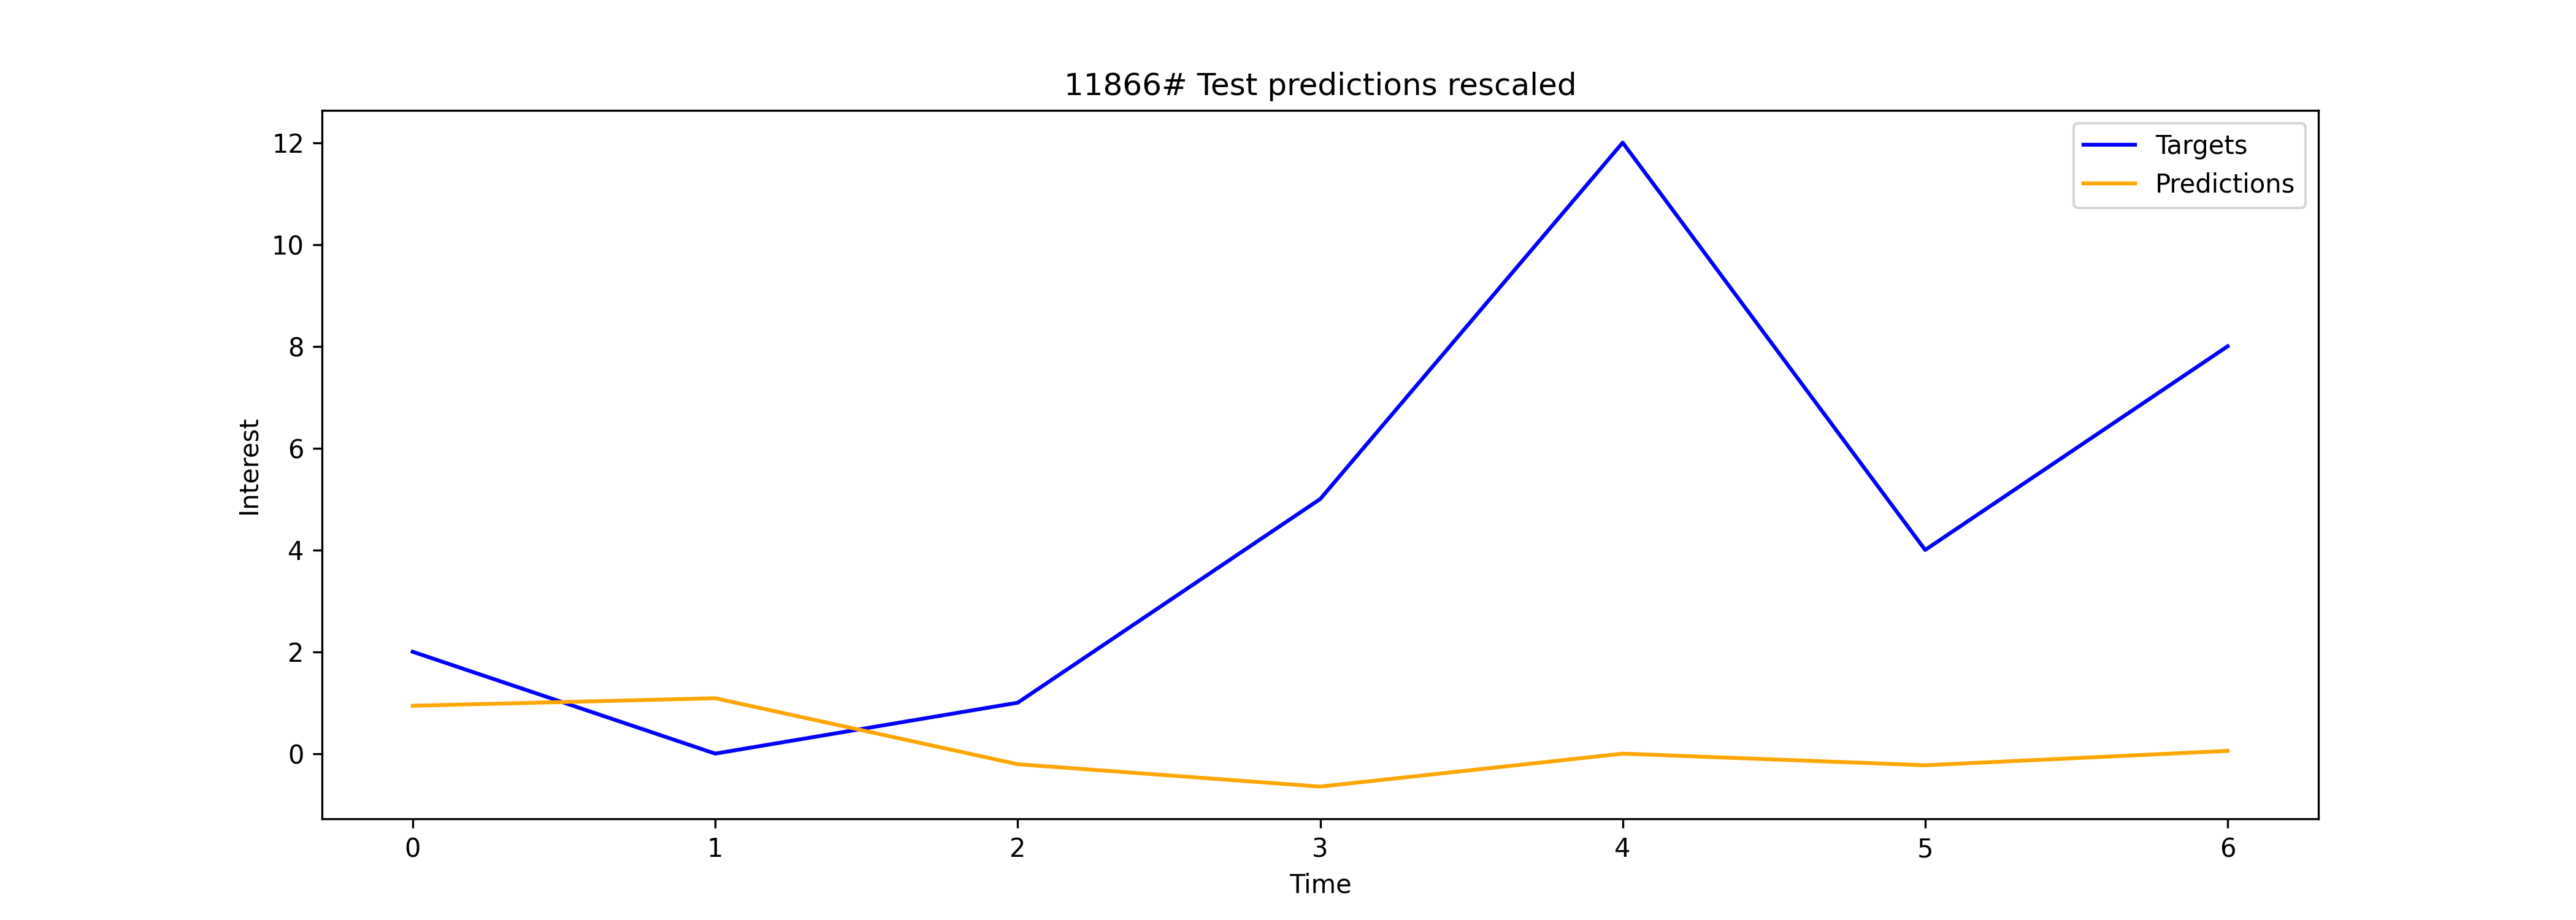 11866# Test predictions rescaled
Targets
Predictions
12
10
8
6
4
2
0
Interest
0 1 2 3 4 5 6
Time